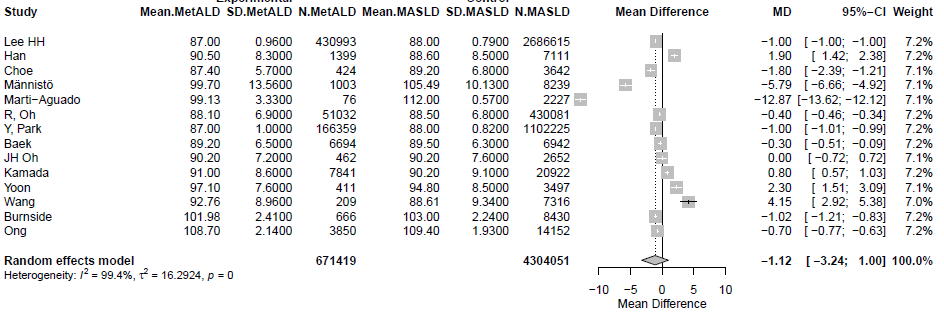 Experimental Control
Study Mean.MetALD SD.MetALD N.MetALD Mean.MASLD SD.MASLD N.MASLD Mean Difference MD 95%−CI Weight
Lee HH 87.00 0.9600 430993 88.00 0.7900 2686615 −1.00 [ −1.00; −1.00] 7.2%
Han 90.50 8.3000 1399 88.60 8.5000 7111 1.90 [ 1.42; 2.38] 7.2%
Choe 87.40 5.7000 424 89.20 6.8000 3642 −1.80 [ −2.39; −1.21] 7.1%
Männistö 99.70 13.5600 1003 105.49 10.1300 8239 −5.79 [ −6.66; −4.92] 7.1%
Marti−Aguado 99.13 3.3300 76 112.00 0.5700 2227 −12.87 [−13.62; −12.12] 7.1%
R, Oh 88.10 6.9000 51032 88.50 6.8000 430081 −0.40 [ −0.46; −0.34] 7.2%
Y, Park 87.00 1.0000 166359 88.00 0.8200 1102225 −1.00 [ −1.01; −0.99] 7.2%
Baek 89.20 6.5000 6694 89.50 6.3000 6942 −0.30 [ −0.51; −0.09] 7.2%
JH Oh 90.20 7.2000 462 90.20 7.6000 2652 0.00 [ −0.72; 0.72] 7.1%
Kamada 91.00 8.6000 7841 90.20 9.1000 20922 0.80 [ 0.57; 1.03] 7.2%
Yoon 97.10 7.6000 411 94.80 8.5000 3497 2.30 [ 1.51; 3.09] 7.1%
Wang 92.76 8.9600 209 88.61 9.3400 7316 4.15 [ 2.92; 5.38] 7.0%
Burnside 101.98 2.4100 666 103.00 2.2400 8430 −1.02 [ −1.21; −0.83] 7.2%
Ong 108.70 2.1400 3850 109.40 1.9300 14152 −0.70 [ −0.77; −0.63] 7.2%
Random effects model 671419 4304051 −1.12 [ −3.24; 1.00] 100.0%
Heterogeneity: I² = 99.4%, τ² = 16.2924, p = 0
−10 −5 0 5 10
Mean Difference